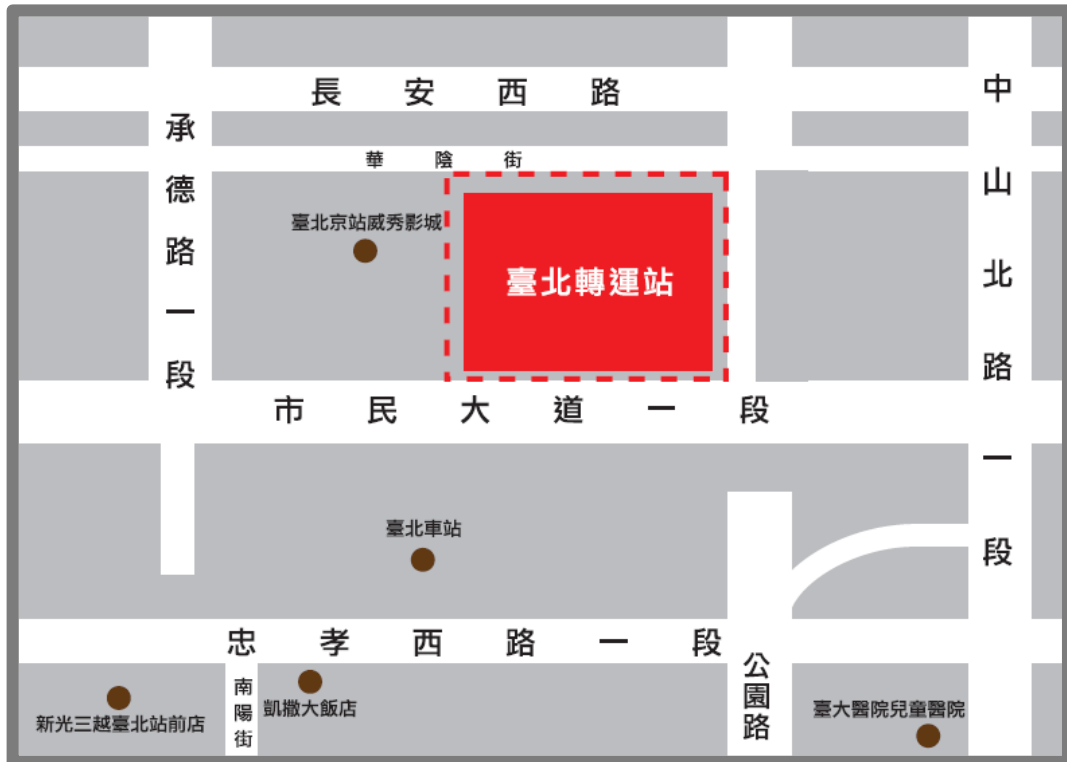 長安西路
中山北路一段
承德路一段
華陰街
臺北京站威秀影城
臺北轉運站
市民大道一段
臺北車站
忠孝西路一段
公園路
南陽街
凱撒大飯店
新光三越臺北站前店
臺大醫院兒童醫院